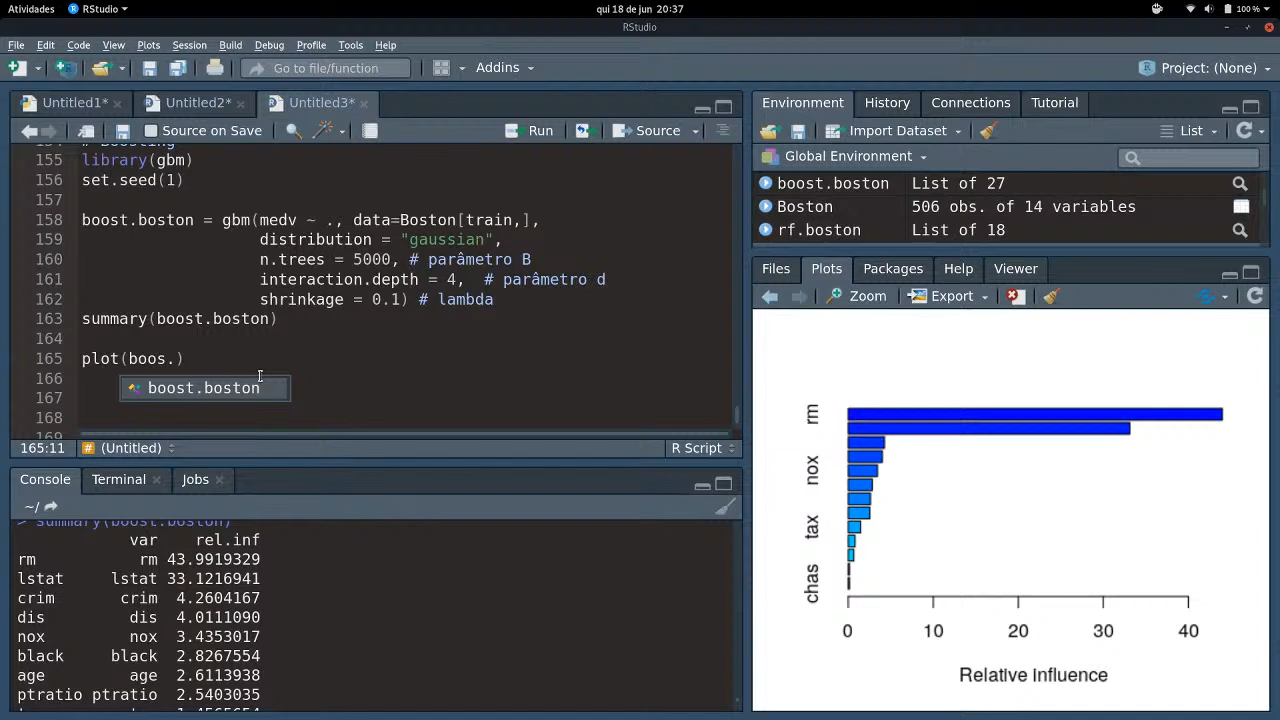 Atividades RStudio qui 18 de jun 20:37 100%
RStudio
File Edit Code View Plots Session Build Debug Profile Tools Help
Go to file/function Addins Project: (None)
Untitled1* Untitled2* Untitled3*
Source on Save Run Source
155 library(gbm)
156 set.seed(1)
157
158 boost.boston = gbm(medv ~ ., data=Boston[train,],
159 distribution = "gaussian",
160 n.trees = 5000, # parâmetro B
161 interaction.depth = 4, # parâmetro d
162 shrinkage = 0.1) # lambda
163 summary(boost.boston)
164
165 plot(boos.)
166
boost.boston
167
168
169
165:11 (Untitled) R Script
Console Terminal Jobs
~/
> summary(boost.boston)
var rel.inf
rm rm 43.9919329
lstat lstat 33.1216941
crim crim 4.2604167
dis dis 4.0111090
nox nox 3.4353017
black black 2.8267554
age age 2.6113938
ptratio ptratio 2.5403035
Environment History Connections Tutorial
Import Dataset List
Global Environment
boost.boston List of 27
Boston 506 obs. of 14 variables
rf.boston List of 18
Files Plots Packages Help Viewer
Zoom Export
rm
nox
tax
chas
0 10 20 30 40
Relative influence